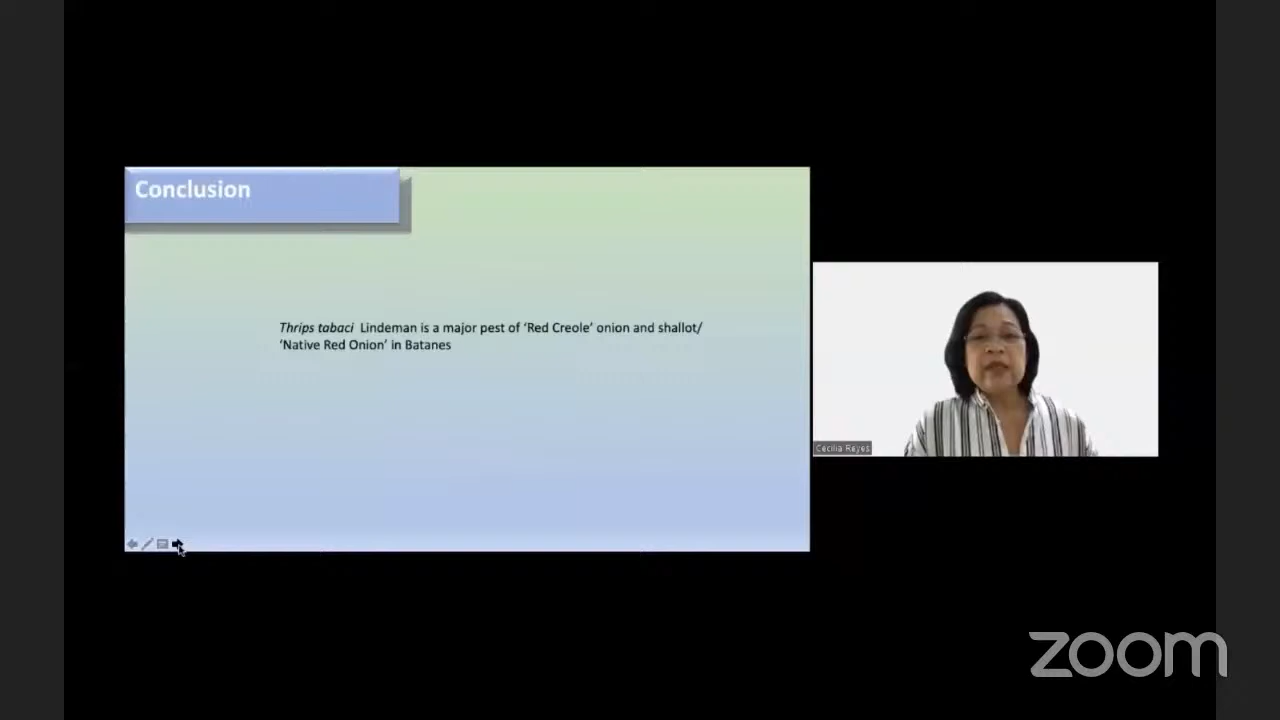 Conclusion
Thrips tabaci Lindeman is a major pest of ‘Red Creole’ onion and shallot/
‘Native Red Onion’ in Batanes
Cecilia Reyes
zoom